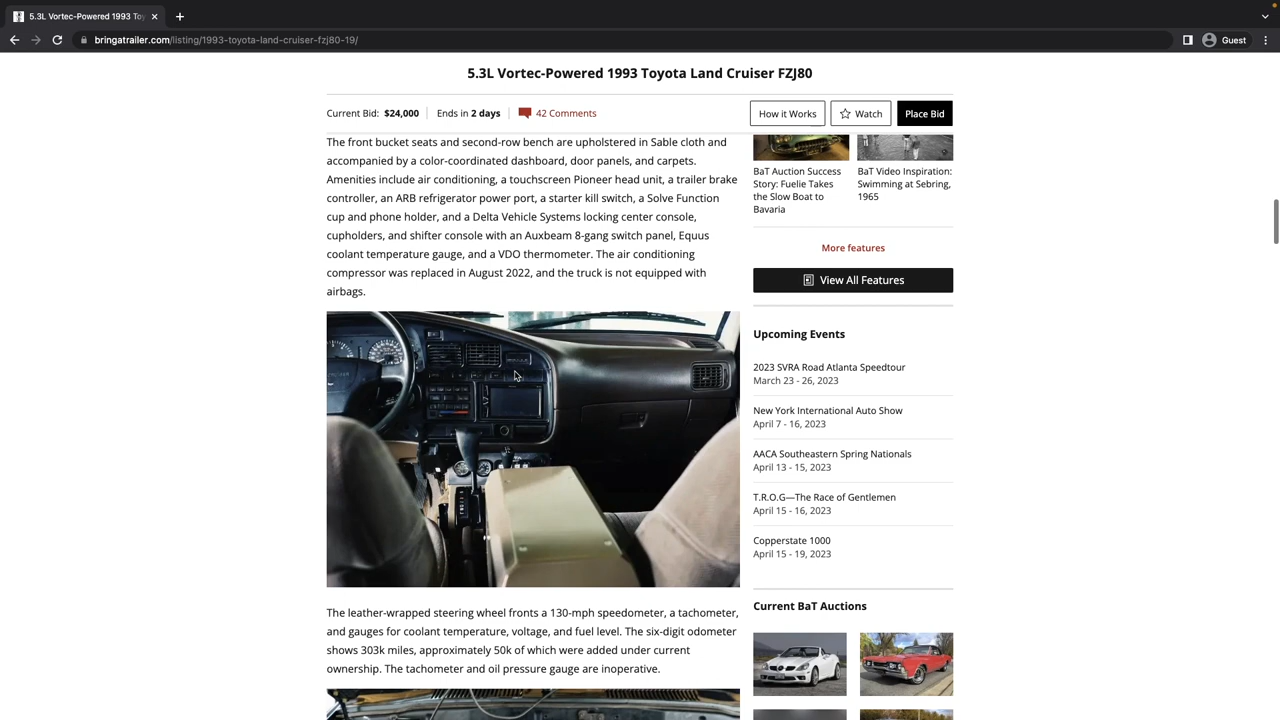 5.3L Vortec-Powered 1993 Toy
bringatrailer.com/listing/1993-toyota-land-cruiser-fzj80-19/
Guest
5.3L Vortec-Powered 1993 Toyota Land Cruiser FZJ80
Current Bid: $24,000
Ends in 2 days
42 Comments
How it Works
Watch
Place Bid
The front bucket seats and second-row bench are upholstered in Sable cloth and
accompanied by a color-coordinated dashboard, door panels, and carpets.
Amenities include air conditioning, a touchscreen Pioneer head unit, a trailer brake
controller, an ARB refrigerator power port, a starter kill switch, a Solve Function
cup and phone holder, and a Delta Vehicle Systems locking center console,
cupholders, and shifter console with an Auxbeam 8-gang switch panel, Equus
coolant temperature gauge, and a VDO thermometer. The air conditioning
compressor was replaced in August 2022, and the truck is not equipped with
airbags.
The leather-wrapped steering wheel fronts a 130-mph speedometer, a tachometer,
and gauges for coolant temperature, voltage, and fuel level. The six-digit odometer
shows 303k miles, approximately 50k of which were added under current
ownership. The tachometer and oil pressure gauge are inoperative.
BaT Auction Success
Story: Fuelie Takes
the Slow Boat to
Bavaria
BaT Video Inspiration:
Swimming at Sebring,
1965
More features
View All Features
Upcoming Events
2023 SVRA Road Atlanta Speedtour
March 23 - 26, 2023
New York International Auto Show
April 7 - 16, 2023
AACA Southeastern Spring Nationals
April 13 - 15, 2023
T.R.O.G—The Race of Gentlemen
April 15 - 16, 2023
Copperstate 1000
April 15 - 19, 2023
Current BaT Auctions